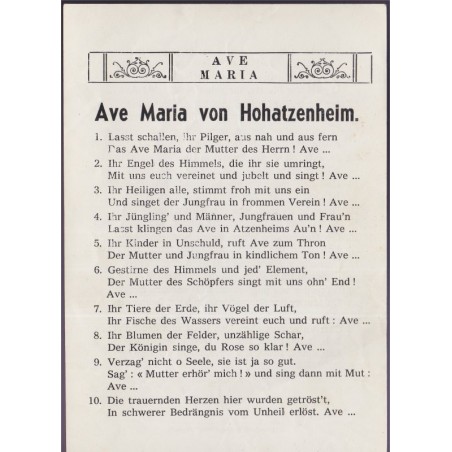 AVE
MARIA
Ave Maria von Hohatzenheim.
1. Lasst schallen, Ihr Pilger, aus nah und aus fern
Das Ave Maria der Mutter des Herrn ! Ave ...
2. Ihr Engel des Himmels, die ihr sie umringt,
Mit uns euch vereinet und jubelt und singt ! Ave ...
3. Ihr Heiligen alle, stimmt froh mit uns ein
Und singet der Jungfrau in frommen Verein ! Ave ...
4. Ihr Jüngling' und Männer, Jungfrauen und Frau'n
Lasst klingen das Ave in Atzenheims Au'n ! Ave ...
5. Ihr Kinder in Unschuld, ruft Ave zum Thron
Der Mutter und Jungfrau in kindlichem Ton ! Ave ...
6. Gestirne des Himmels und jed' Element,
Der Mutter des Schöpfers singt mit uns ohn' End !
Ave ...
7. Ihr Tiere der Erde, ihr Vögel der Luft,
Ihr Fische des Wassers vereint euch und ruft : Ave ...
8. Ihr Blumen der Felder, unzählige Schar,
Der Königin singe, du Rose so klar ! Ave ...
9. Verzag' nicht o Seele, sie ist ja so gut.
Sag' : « Mutter erhör' mich ! » und sing dann mit Mut :
Ave ...
10. Die trauernden Herzen hier wurden getröst't,
In schwerer Bedrängnis vom Unheil erlöst. Ave ...